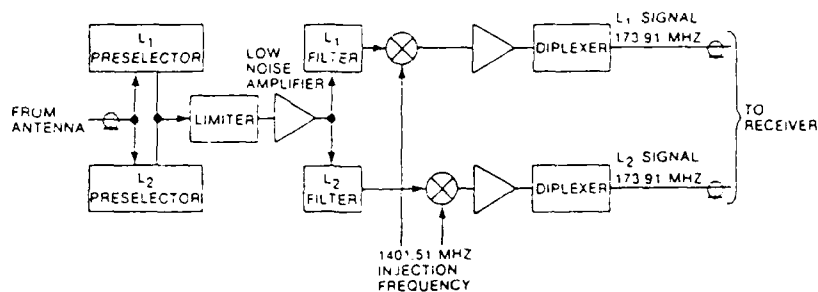 L1 PRESELECTOR
FROM ANTENNA
L2 PRESELECTOR
LIMITER
LOW NOISE AMPLIFIER
L1 FILTER
L2 FILTER
1401.51 MHZ INJECTION FREQUENCY
DIPLEXER
L1 SIGNAL
173 91 MHZ
DIPLEXER
L2 SIGNAL
173 91 MHZ
TO RECEIVER